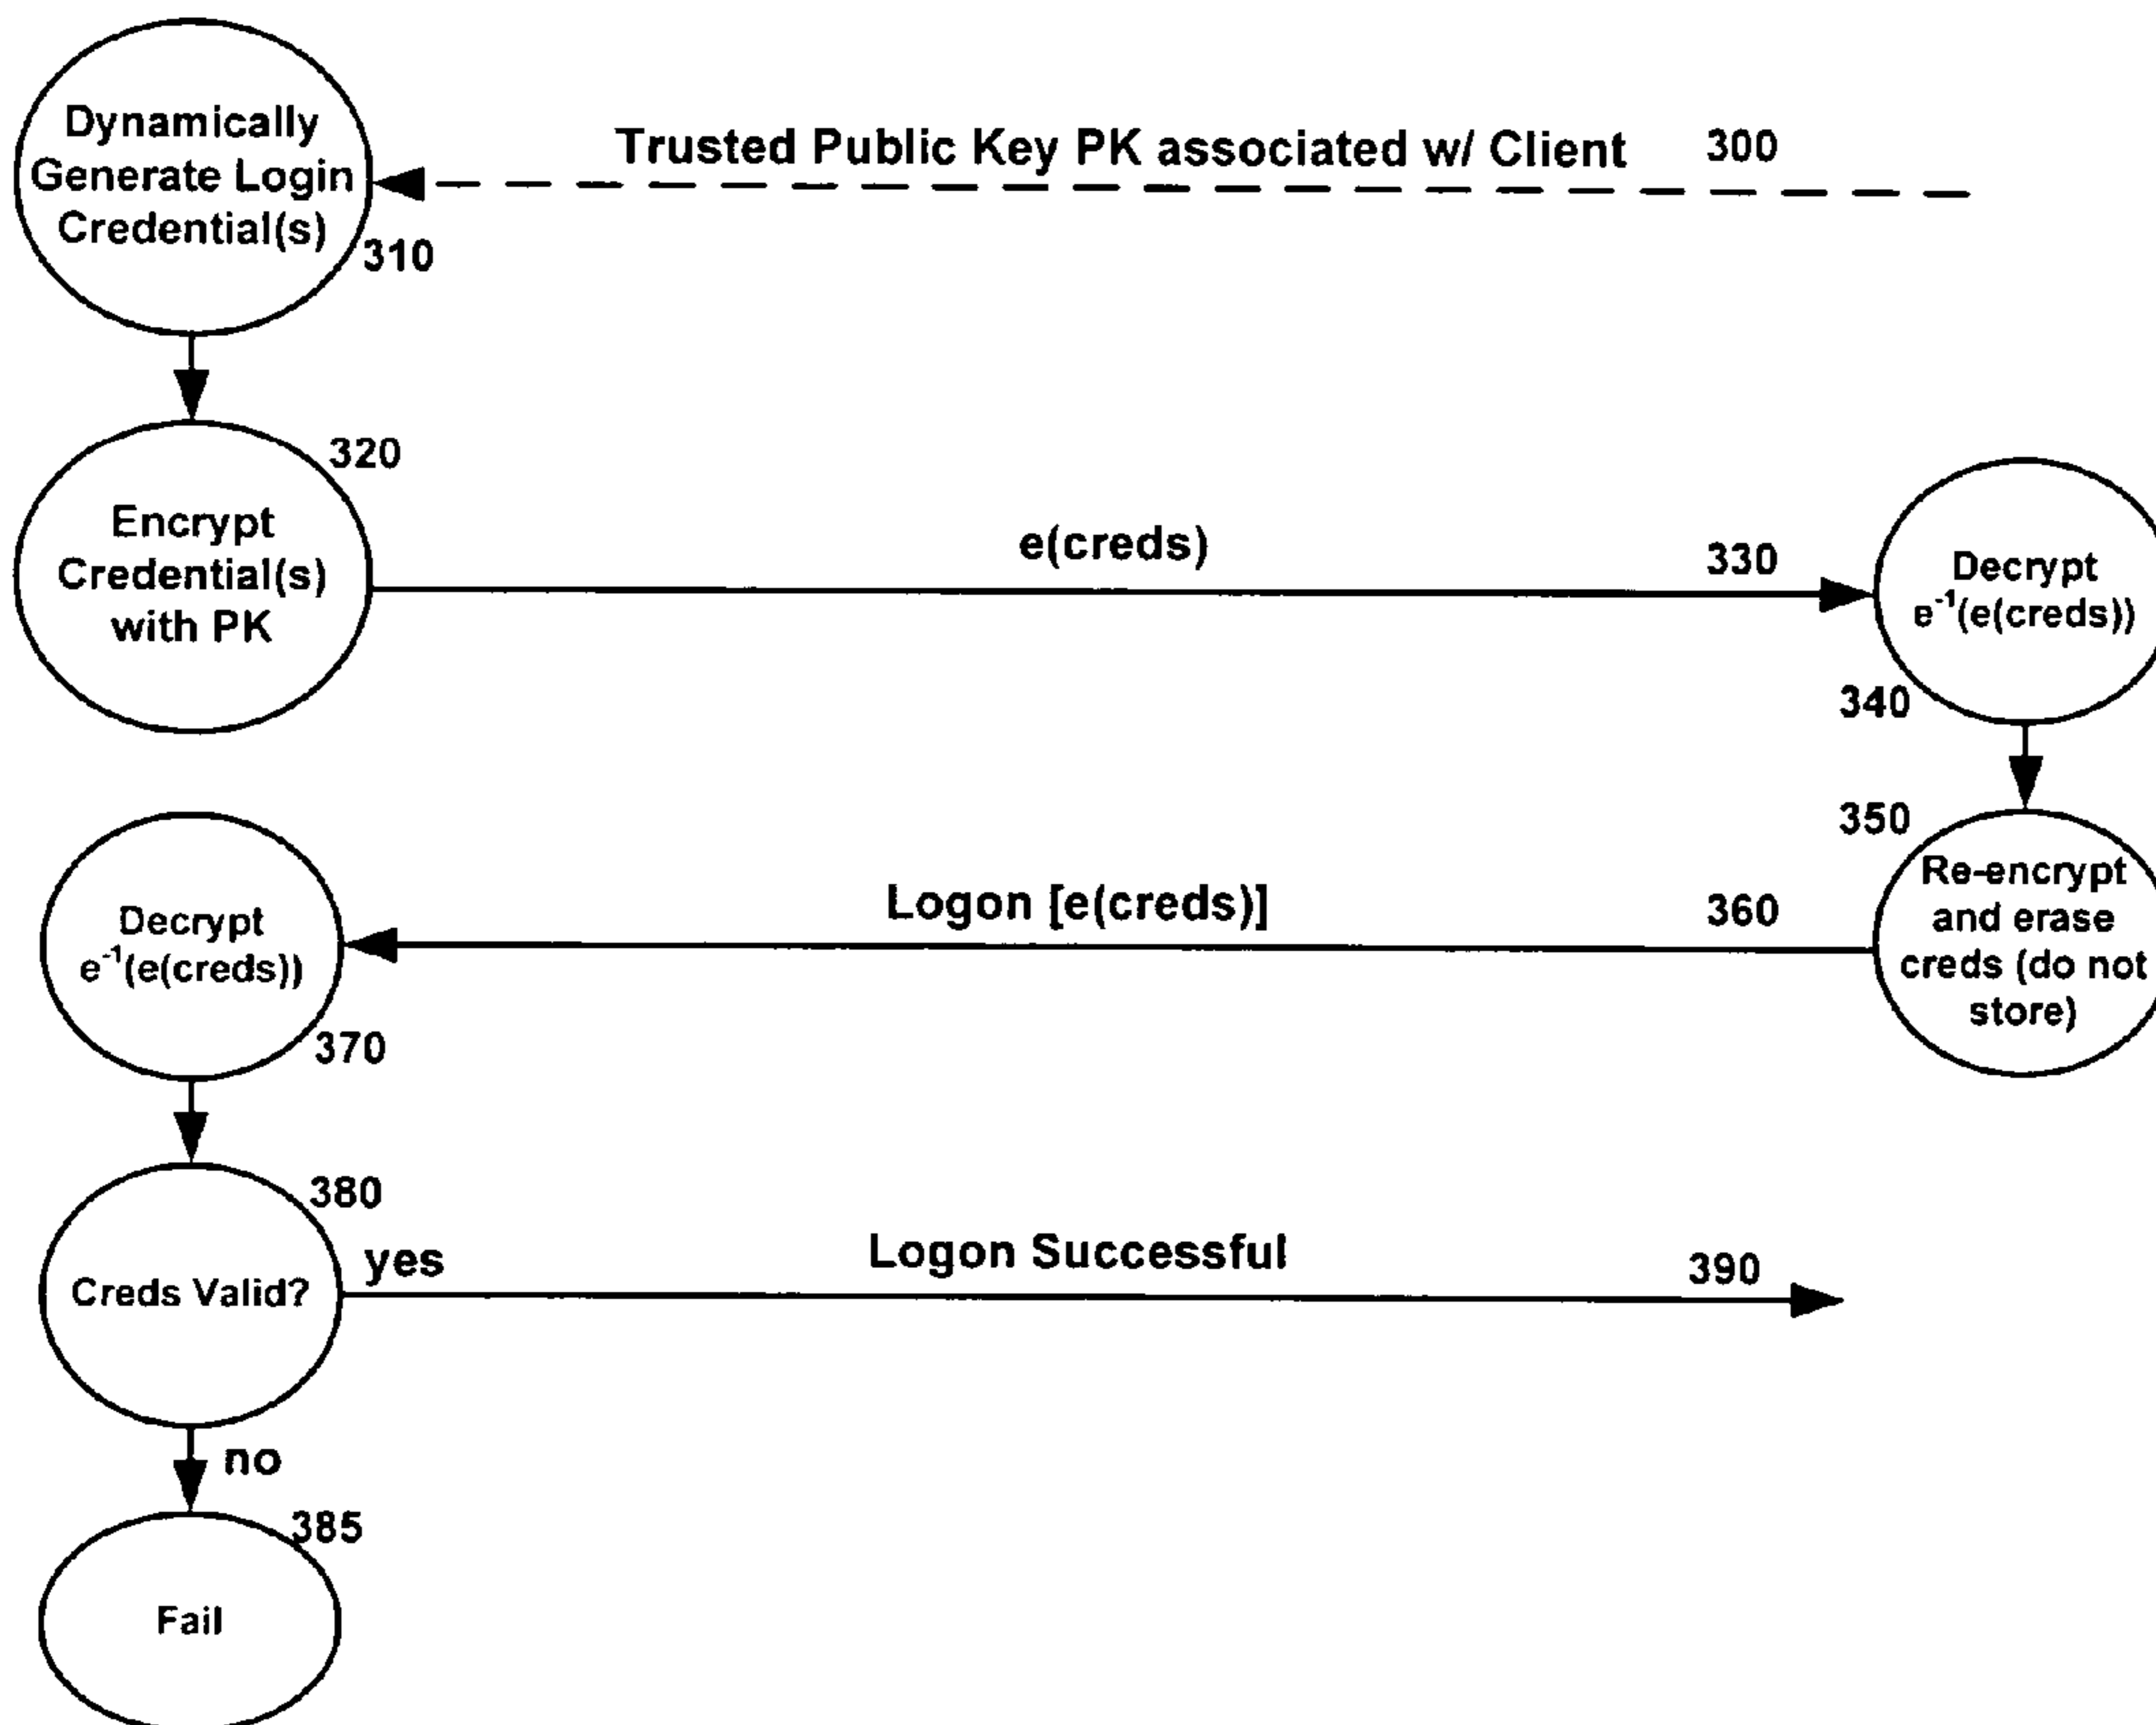 Dynamically
Generate Login
Credential(s)
310
Trusted Public Key PK associated w/ Client 300
320
Encrypt
Credential(s)
with PK
e(creds) 330
Decrypt
e⁻¹(e(creds))
340
350
Re-encrypt
and erase
creds (do not
store)
Logon [e(creds)] 360
Decrypt
e⁻¹(e(creds))
370
380
Creds Valid?
yes
Logon Successful 390
no
385
Fail